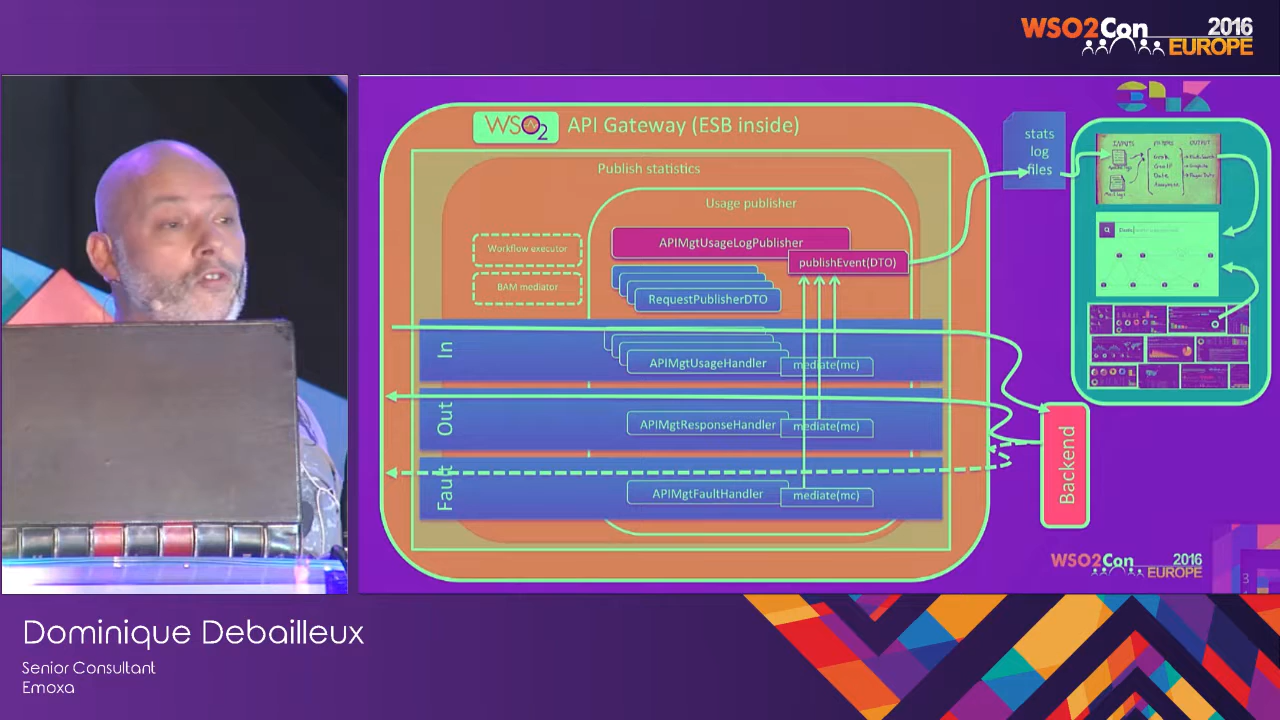 WSO2Con 2016
EUROPE
WSO2 API Gateway (ESB inside)
Publish statistics
Usage publisher
Workflow executor
BAM mediator
APIMgtUsageLogPublisher
publishEvent(DTO)
RequestPublisherDTO
In
APIMgtUsageHandler
mediate(mc)
Out
APIMgtResponseHandler
mediate(mc)
Fault
APIMgtFaultHandler
mediate(mc)
stats
log
files
INPUTS
OUTPUT
Backend
WSO2Con 2016
EUROPE
3
Dominique Debailleux
Senior Consultant
Emoxa